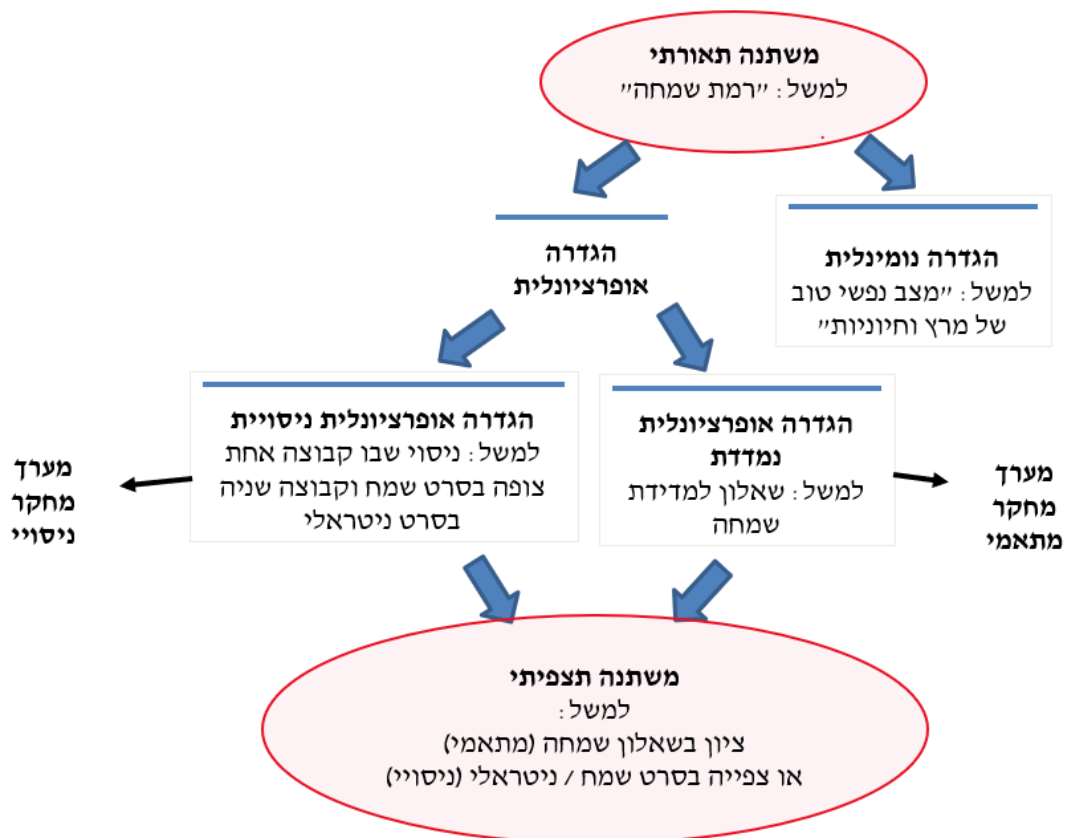 משתנה תאורתי
למשל: "רמת שמחה"
הגדרה נומינלית
למשל: "מצב נפשי טוב
של מרץ וחיוניות"
הגדרה
אופרציונלית
הגדרה אופרציונלית
נמדדת
למשל: שאלון למדידת
שמחה
הגדרה אופרציונלית ניסויית
למשל: ניסוי שבו קבוצה אחת
צופה בסרט שמח וקבוצה שניה
בסרט ניטראלי
מערך
מחקר
מתאמי
מערך
מחקר
ניסויי
משתנה תצפיתי
למשל:
ציון בשאלון שמחה (מתאמי)
או צפייה בסרט שמח / ניטראלי (ניסויי)